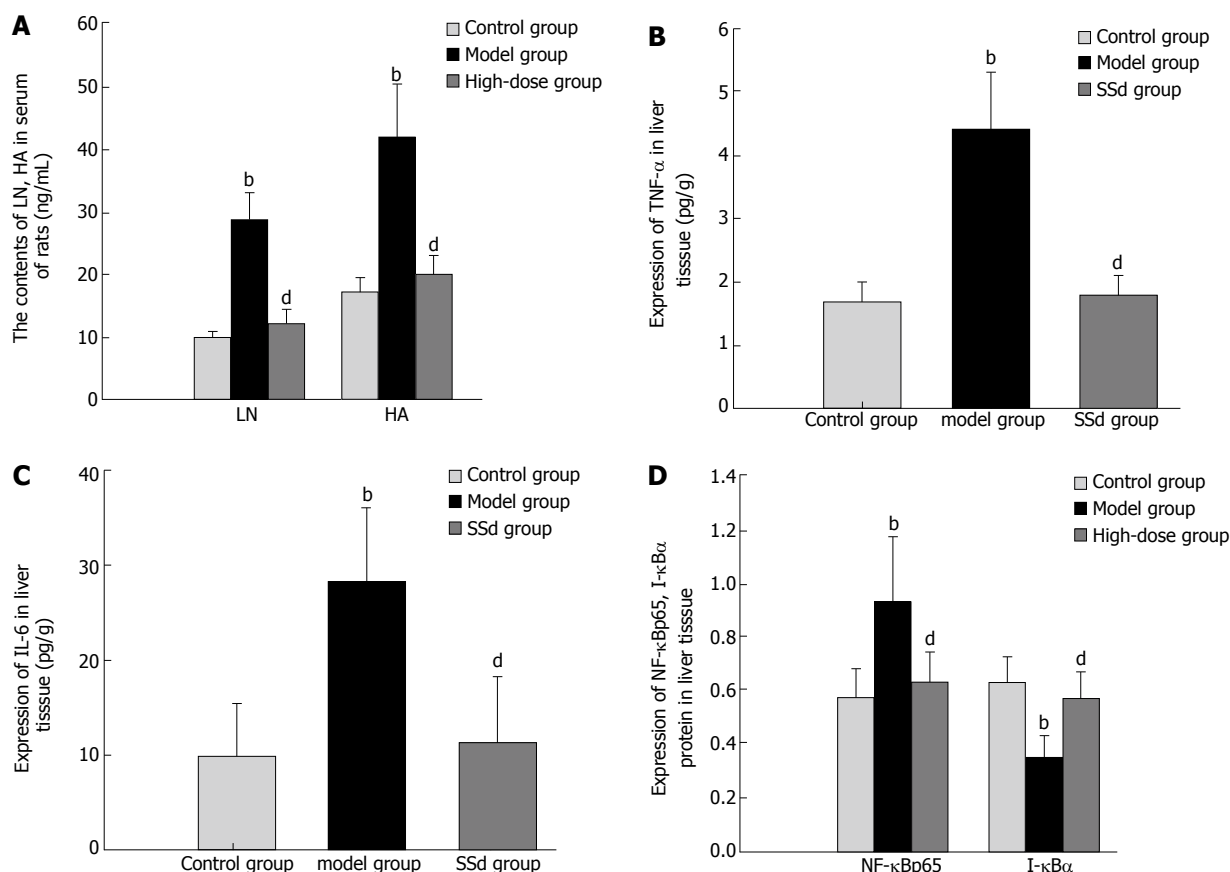 A
The contents of LN, HA in serum
of rats (ng/mL)
60
50
40
30
20
10
0
Control group
Model group
High-dose group
b
d
b
d
LN
HA
B
Expression of TNF-α in liver
tisssue (pg/g)
6
5
4
3
2
1
0
Control group
Model group
SSd group
b
d
Control group
model group
SSd group
C
Expression of IL-6 in liver
tisssue (pg/g)
40
30
20
10
0
Control group
Model group
SSd group
b
d
Control group
model group
SSd group
D
Expression of NF-κBp65, I-κBα
protein in liver tisssue
1.4
1.2
1.0
0.8
0.6
0.4
0.2
0.0
Control group
Model group
High-dose group
b
d
b
d
NF-κBp65
I-κBα